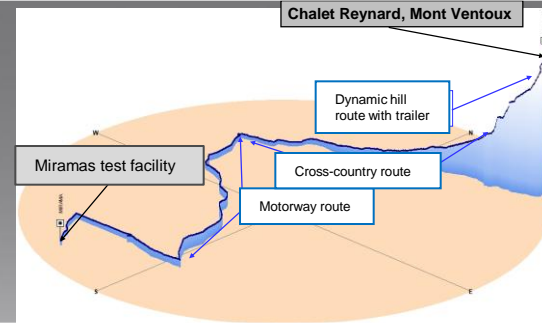 Chalet Reynard, Mont Ventoux
Dynamic hill
route with trailer
W
N
Miramas test facility
Cross-country route
Motorway route
S
E